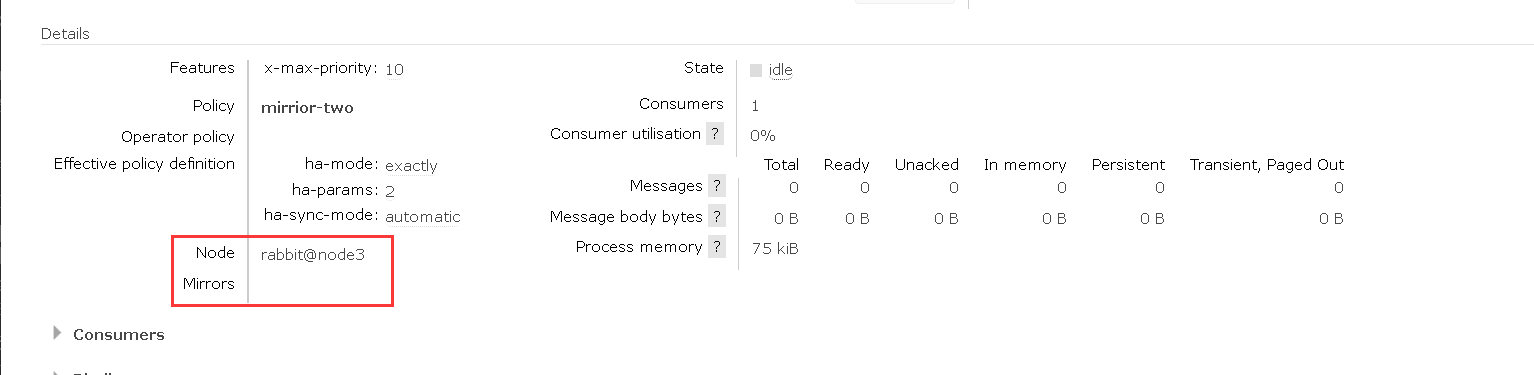 Details
Features x-max-priority: 10 State idle
Policy mirrior-two Consumers 1
Operator policy Consumer utilisation ? 0%
Effective policy definition ha-mode: exactly Total Ready Unacked In memory Persistent Transient, Paged Out
ha-params: 2 Messages ? 0 0 0 0 0 0
ha-sync-mode: automatic Message body bytes ? 0 B 0 B 0 B 0 B 0 B 0 B
Node rabbit@node3 Process memory ? 75 kiB
Mirrors
Consumers